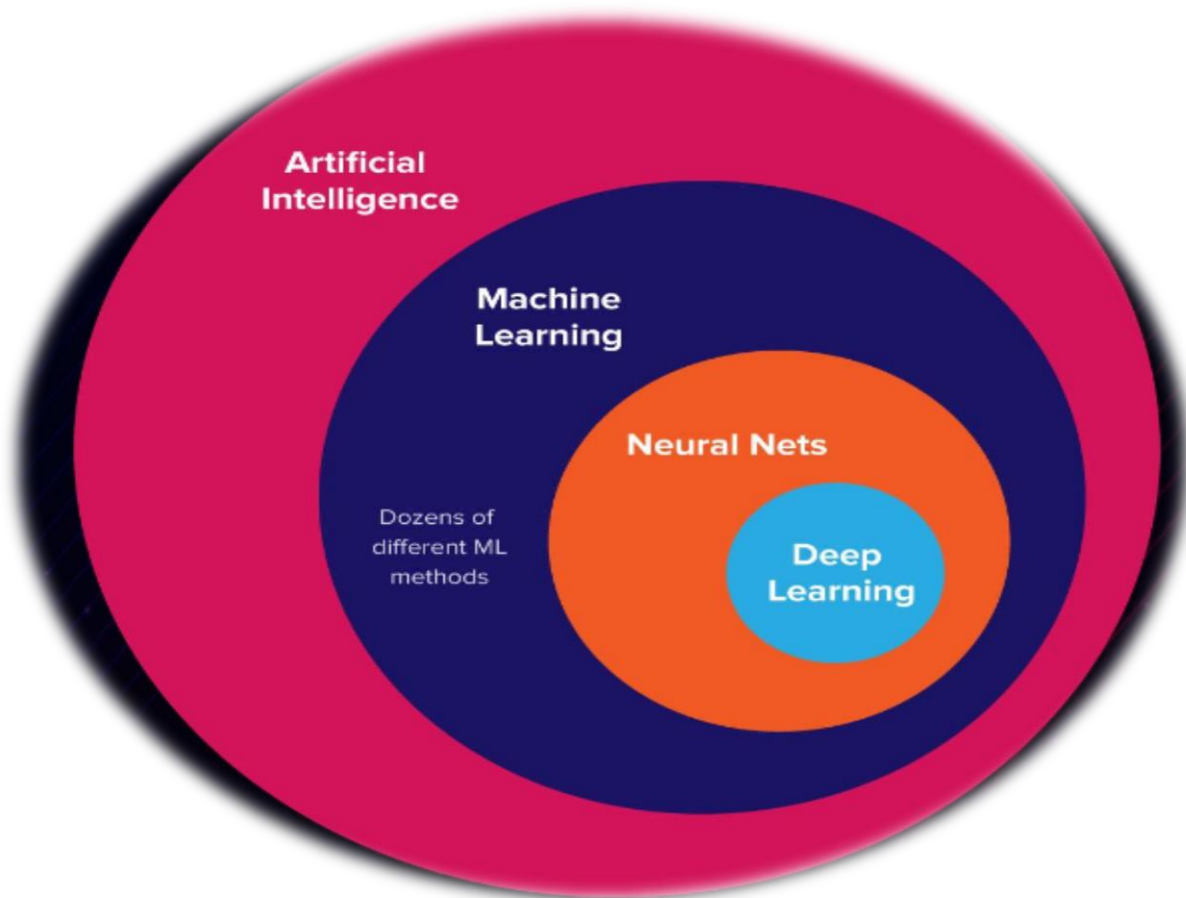 Artificial
Intelligence
Machine
Learning
Neural Nets
Dozens of
different ML
methods
Deep
Learning